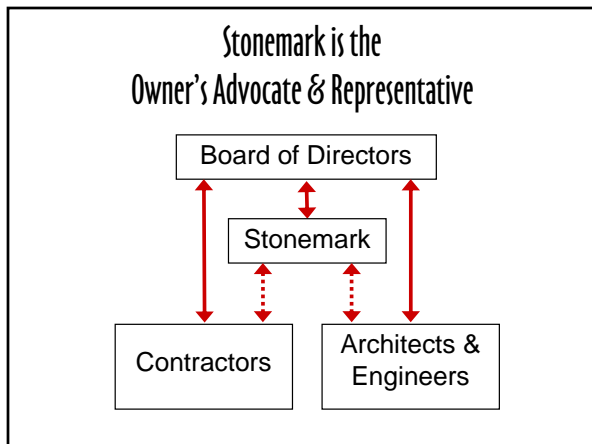 Stonemark is the
Owner's Advocate & Representative
Board of Directors
Stonemark
Contractors
Architects &
Engineers